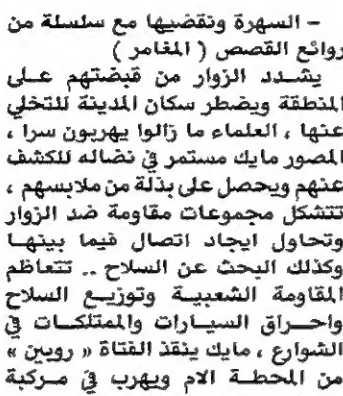 – السهرة ونقضيها مع سلسلة من
روائع القصص ( المغامر )
يشدد الزوار من قبضتهم على
المنطقة ويضطر سكان المدينة للتخلي
عنها ، العلماء ما زالوا يهربون سرا ،
المصور مايك مستمر في نضاله للكشف
عنهم ويحصل على بذلة من ملابسهم ،
تتشكل مجموعات مقاومة ضد الزوار
وتحاول ايجاد اتصال فيما بينها
وكذلك البحث عن السلاح .. تتعاظم
المقاومة الشعبية وتوزيع السلاح
واحراق السيارات والممتلكات في
الشوارع ، مايك ينقذ الفتاة « روبين »
من المحطة الام ويهرب في مركبة